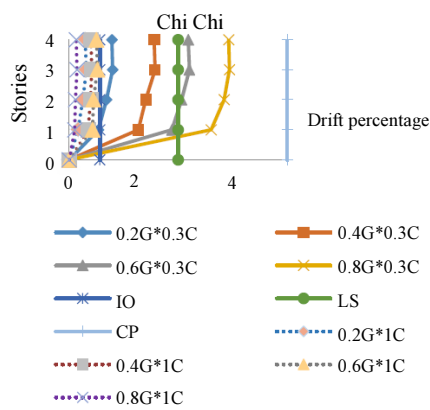 Chi Chi
Stories
4
3
2
1
0
0 2 4
Drift percentage
0.2G*0.3C 0.4G*0.3C
0.6G*0.3C 0.8G*0.3C
IO LS
CP 0.2G*1C
0.4G*1C 0.6G*1C
0.8G*1C